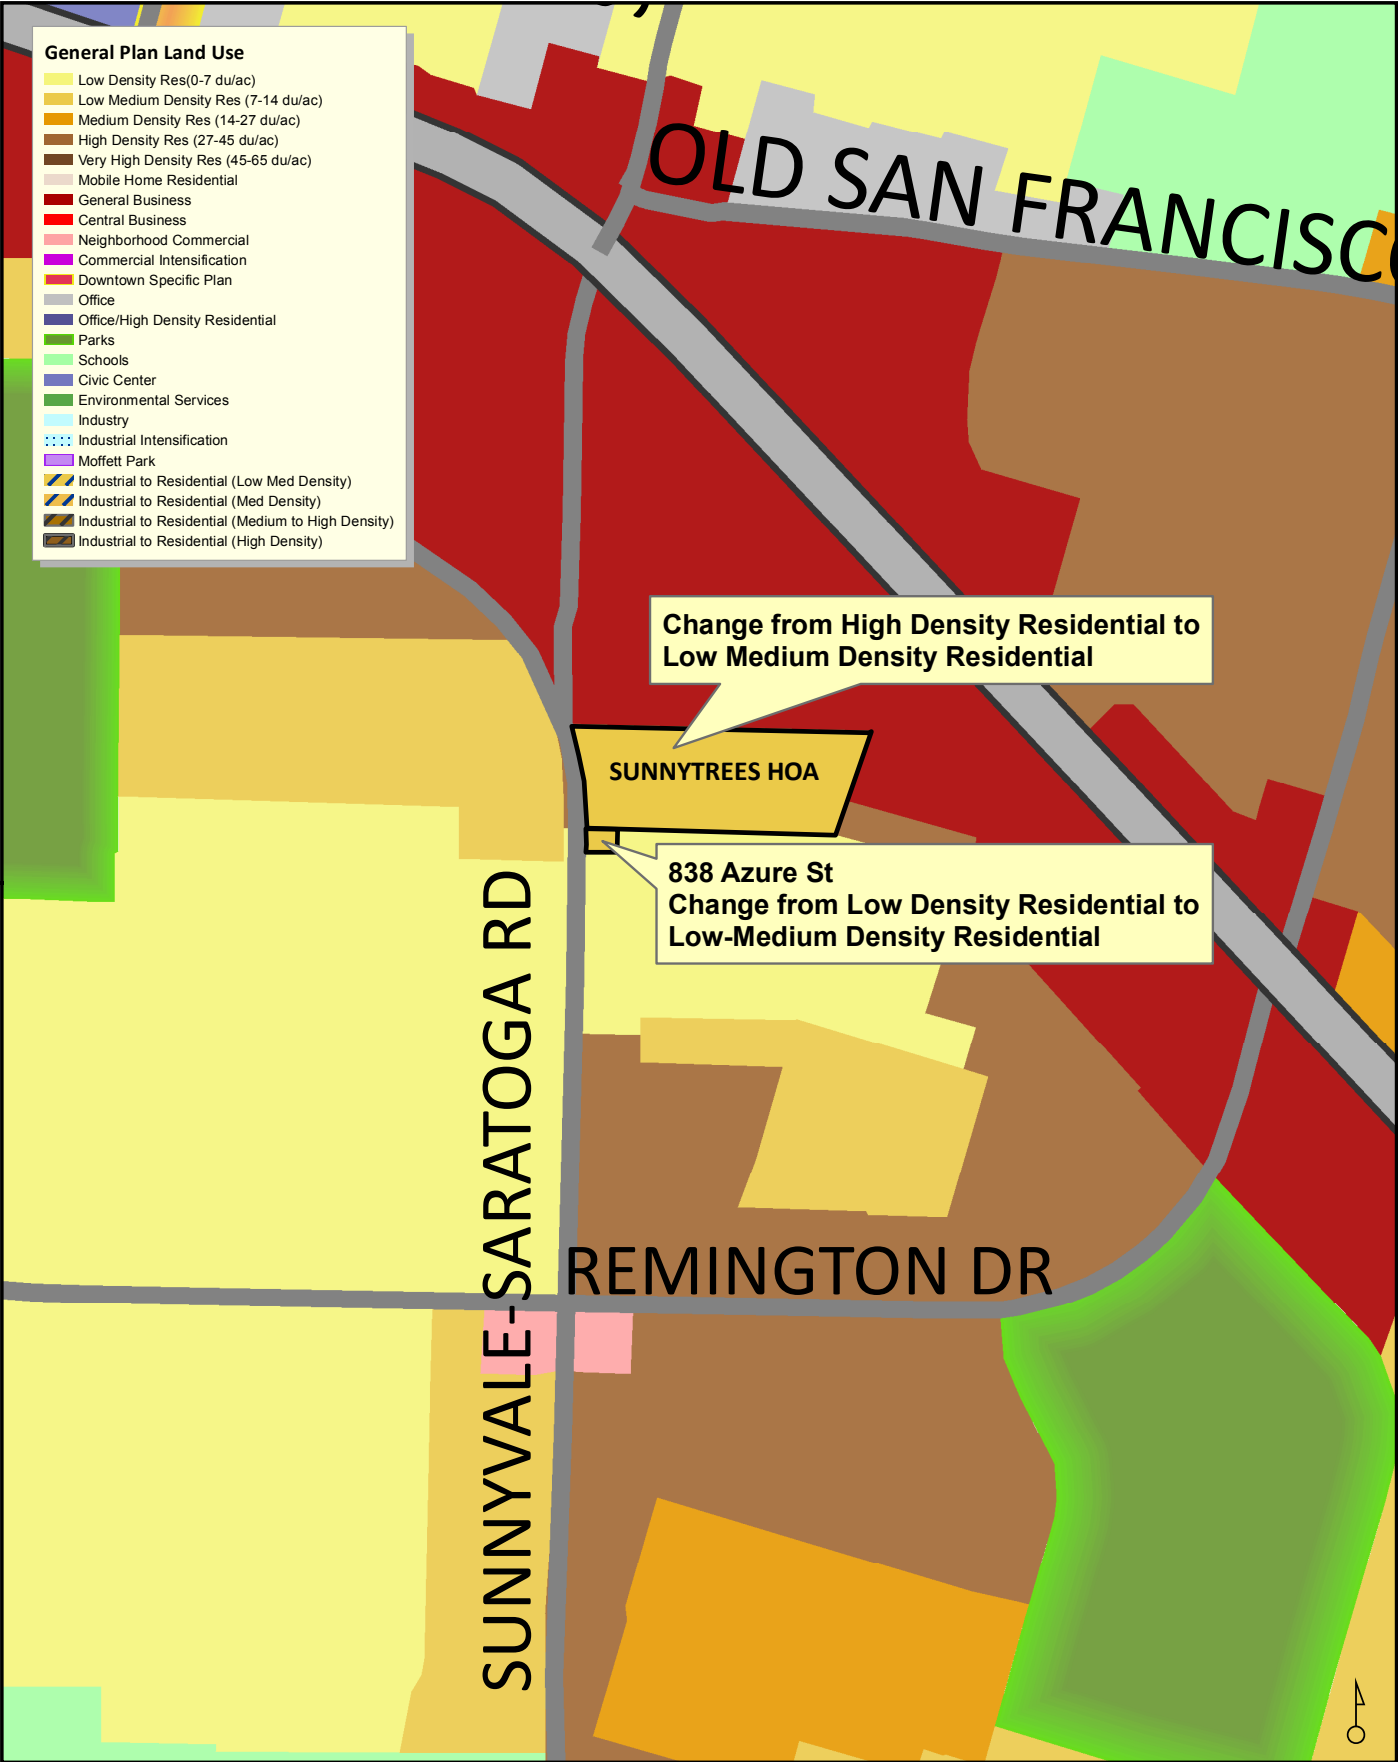 General Plan Land Use
Low Density Res(0-7 du/ac)
Low Medium Density Res (7-14 du/ac)
Medium Density Res (14-27 du/ac)
High Density Res (27-45 du/ac)
Very High Density Res (45-65 du/ac)
Mobile Home Residential
General Business
Central Business
Neighborhood Commercial
Commercial Intensification
Downtown Specific Plan
Office
Office/High Density Residential
Parks
Schools
Civic Center
Environmental Services
Industry
Industrial Intensification
Moffett Park
Industrial to Residential (Low Med Density)
Industrial to Residential (Med Density)
Industrial to Residential (Medium to High Density)
Industrial to Residential (High Density)
OLD SAN FRANCISC
Change from High Density Residential to
Low Medium Density Residential
SUNNYTREES HOA
838 Azure St
Change from Low Density Residential to
Low-Medium Density Residential
SUNNYVALE-SARATOGA RD
REMINGTON DR